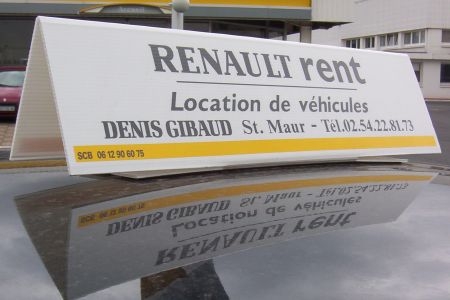 RENAULT rent
Location de véhicules
DENIS GIBAUD St. Maur - Tél.02.54.22.81.73
SCB 06 12 90 60 75